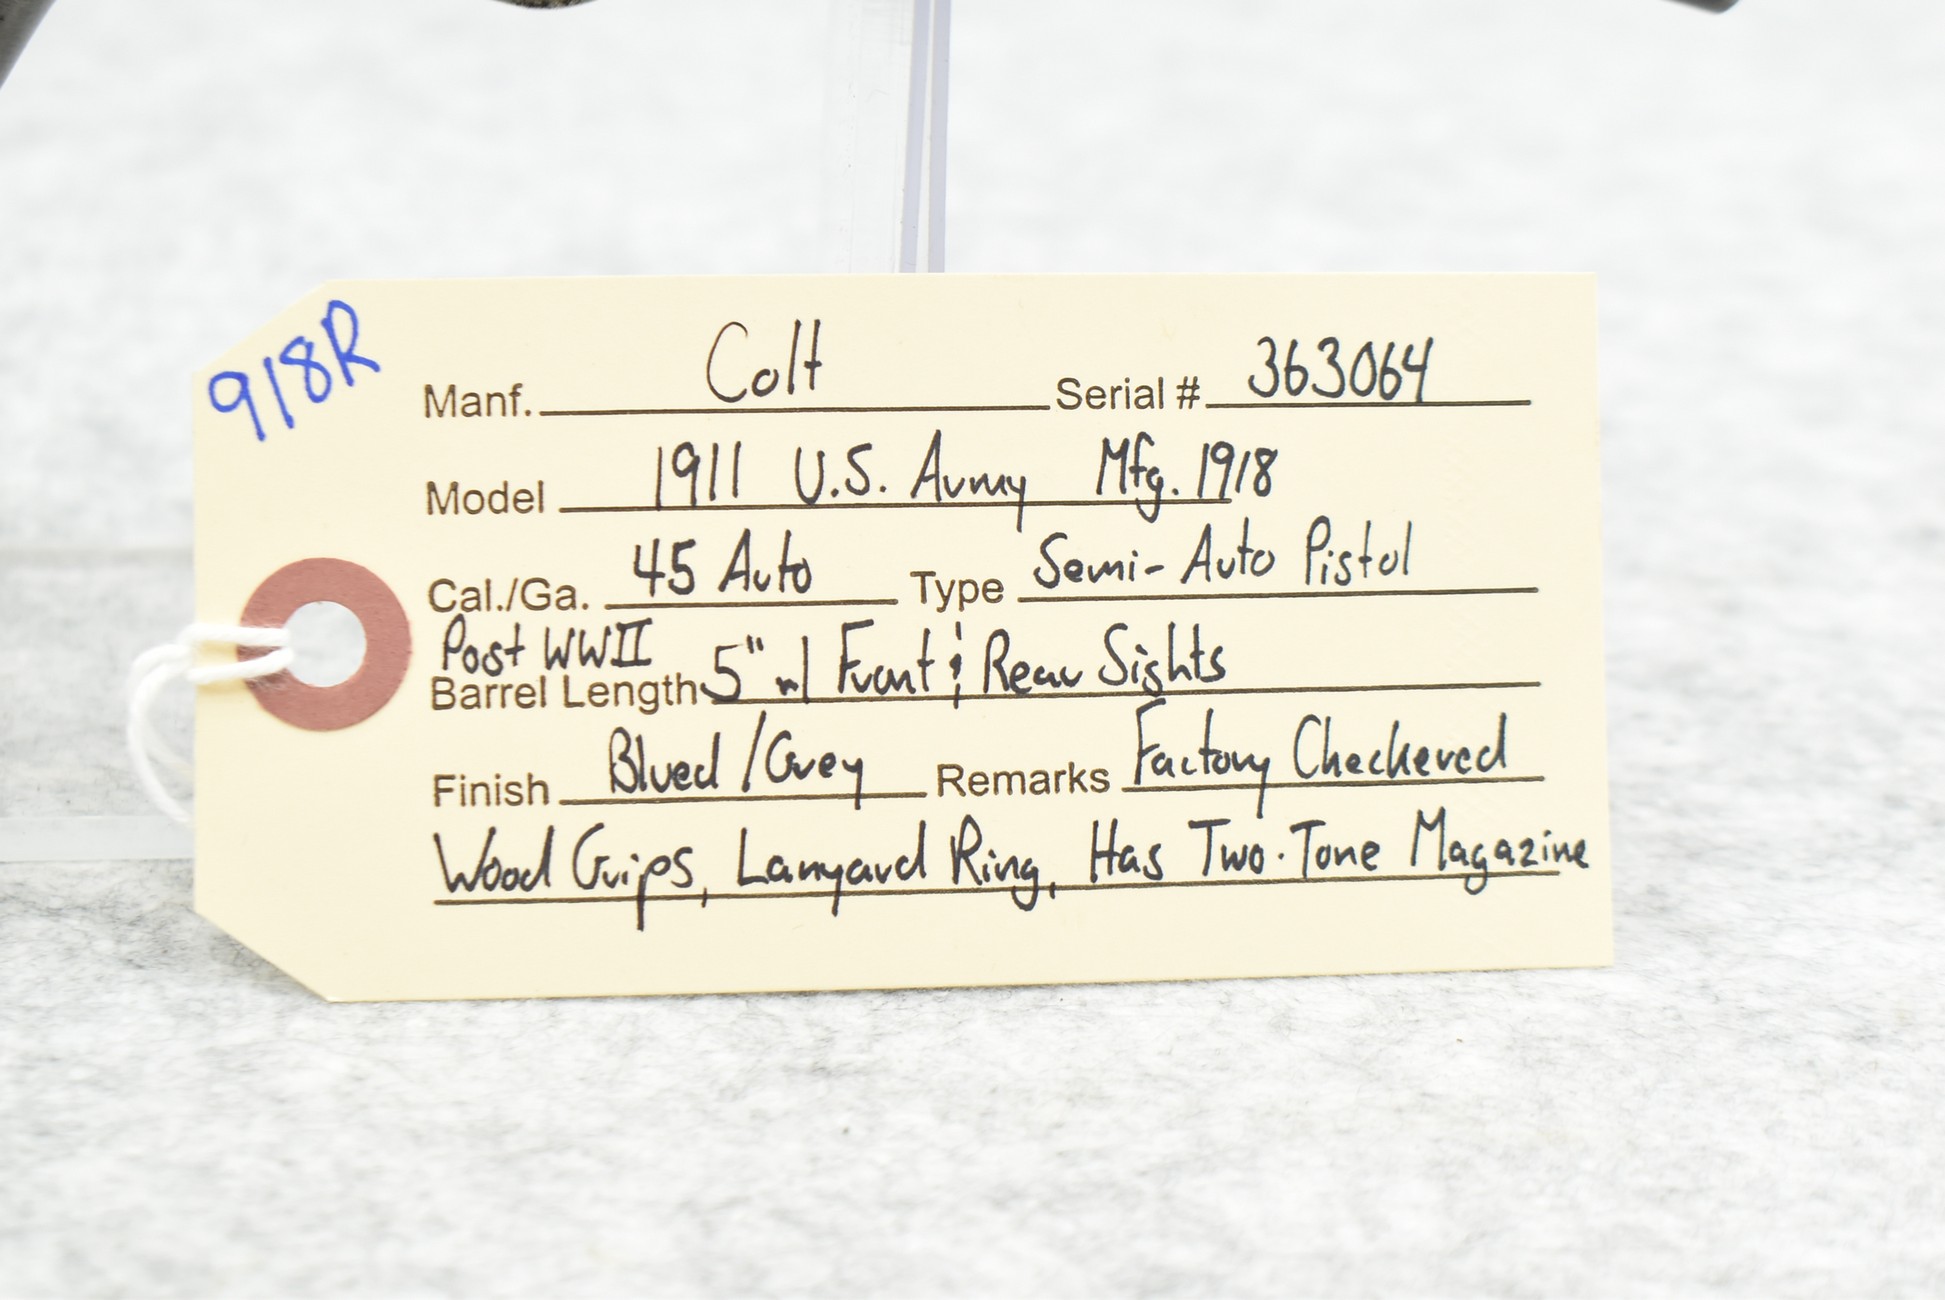 918R
Manf. Colt Serial # 363064
Model 1911 U.S. Army Mfg. 1918
Cal./Ga. 45 Auto Type Semi-Auto Pistol
Post WWII
Barrel Length 5" w/ Front & Rear Sights
Finish Blued/Grey Remarks Factory Checkered
Wood Grips, Lanyard Ring, Has Two-Tone Magazine